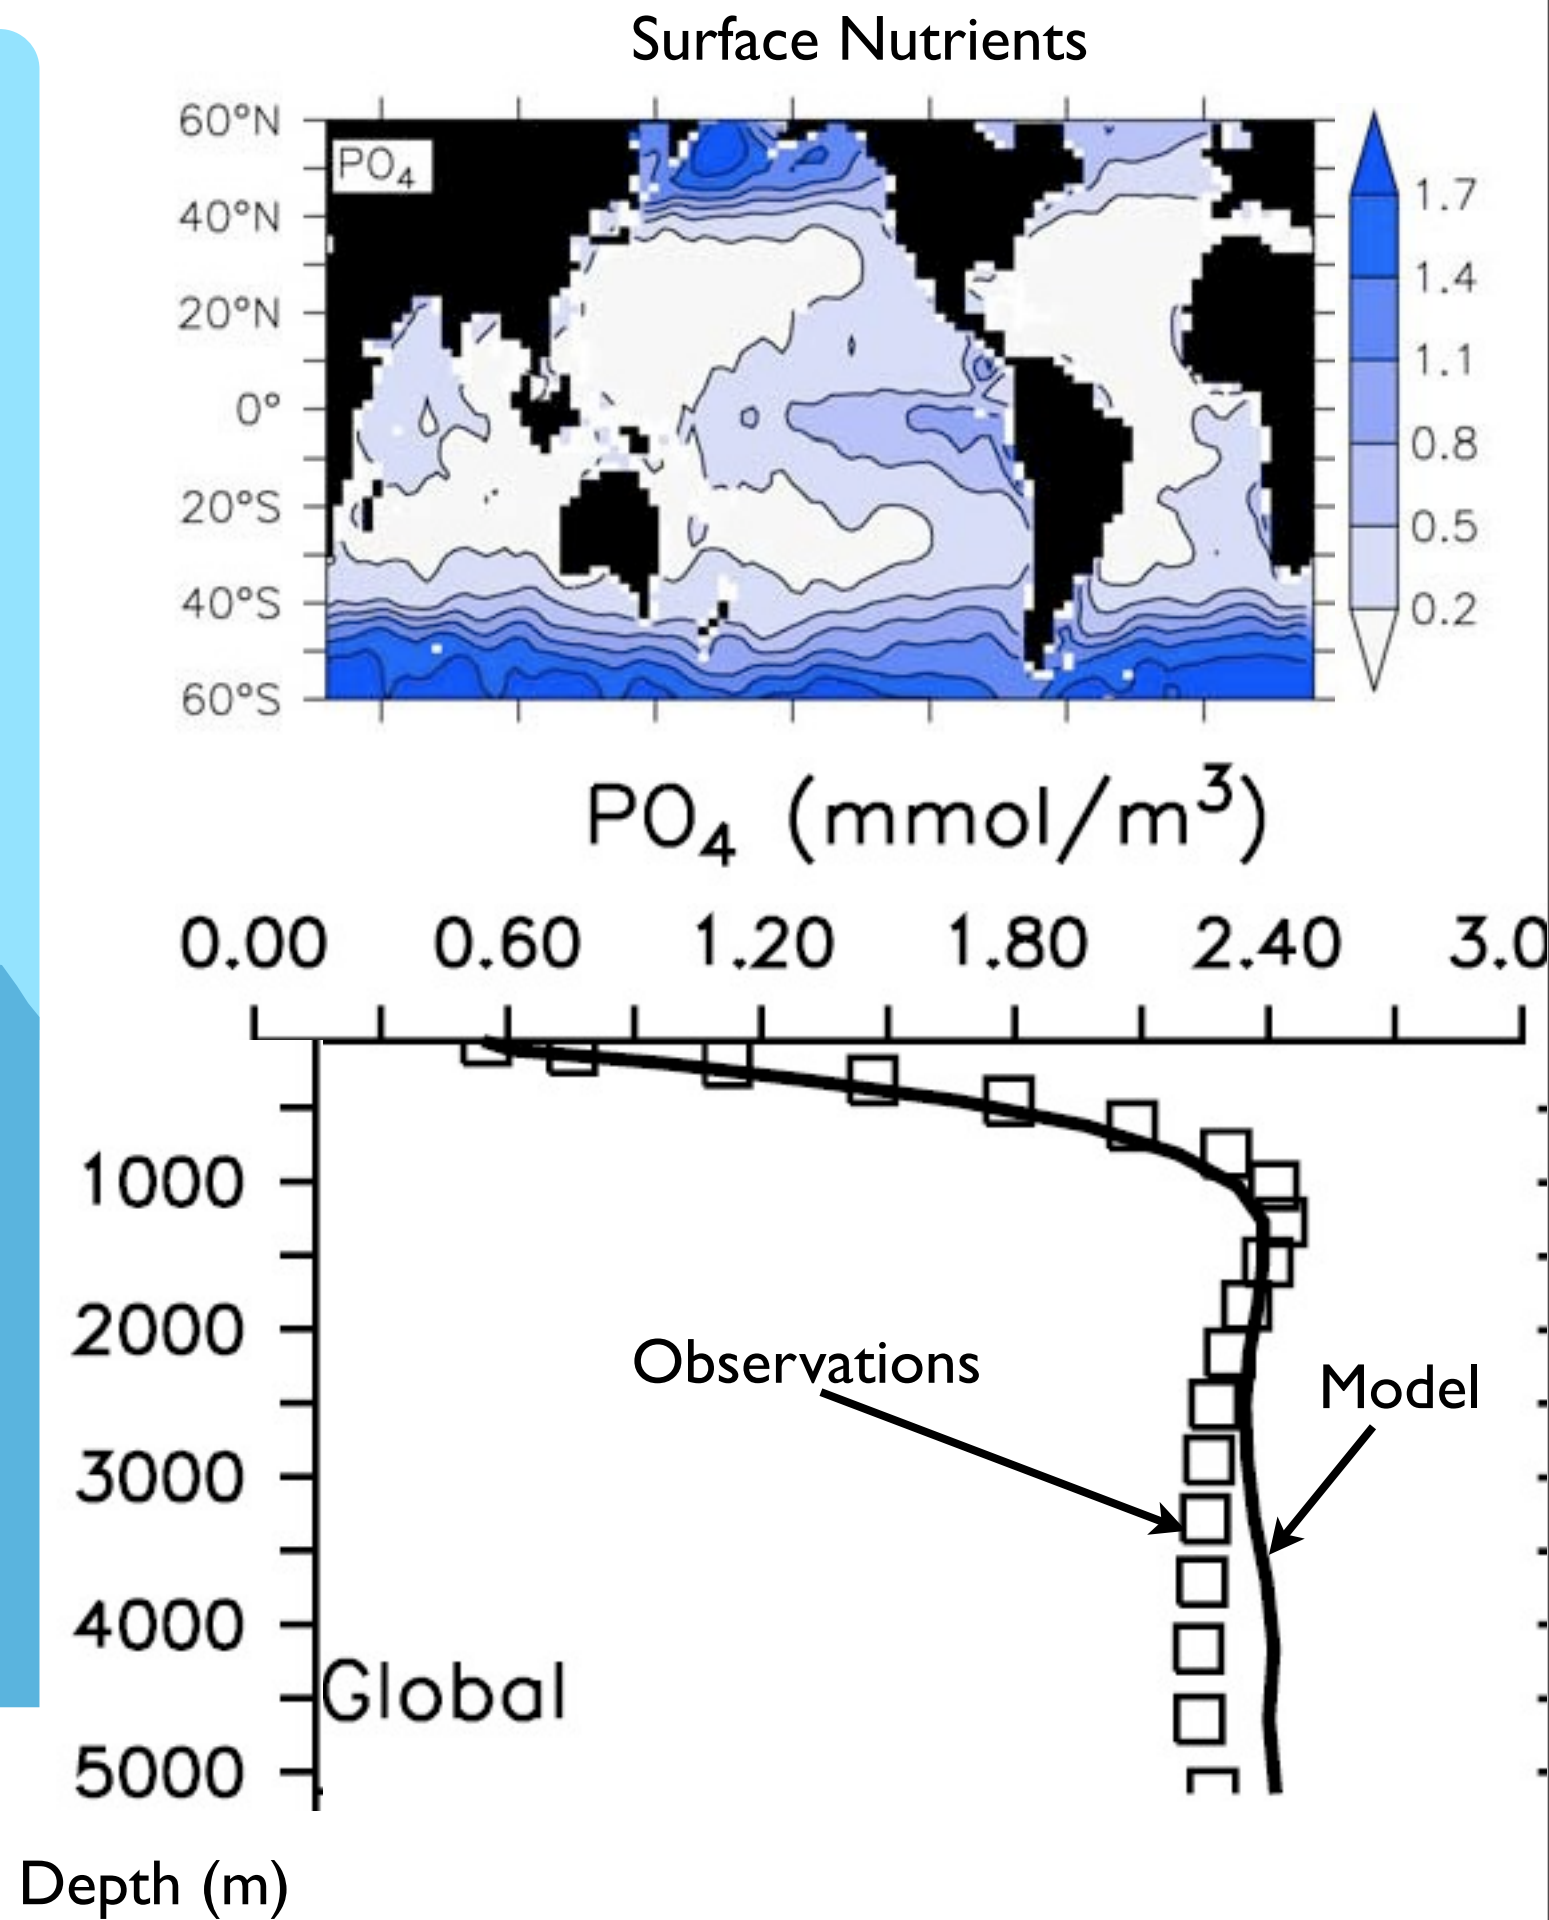 Surface Nutrients
60°N
PO4
40°N
20°N
0°
20°S
40°S
60°S
1.7
1.4
1.1
0.8
0.5
0.2
PO4 (mmol/m3)
0.00 0.60 1.20 1.80 2.40 3.0
1000
2000
Observations
Model
3000
4000
Global
5000
Depth (m)